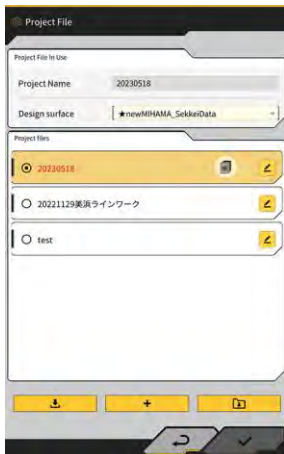 Project File
Project File In Use
Project Name 20230518
Design surface ★newMIHAMA_SekkeiData
Project files
20230518
20221129美浜ラインワーク
test